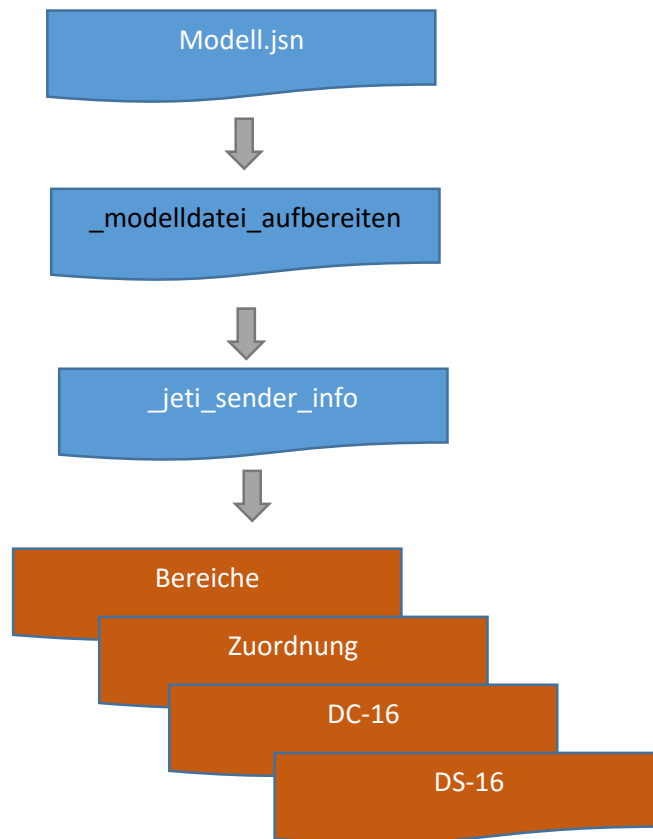 Modell.jsn
_modelldatei_aufbereiten
_jeti_sender_info
Bereiche
Zuordnung
DC-16
DS-16